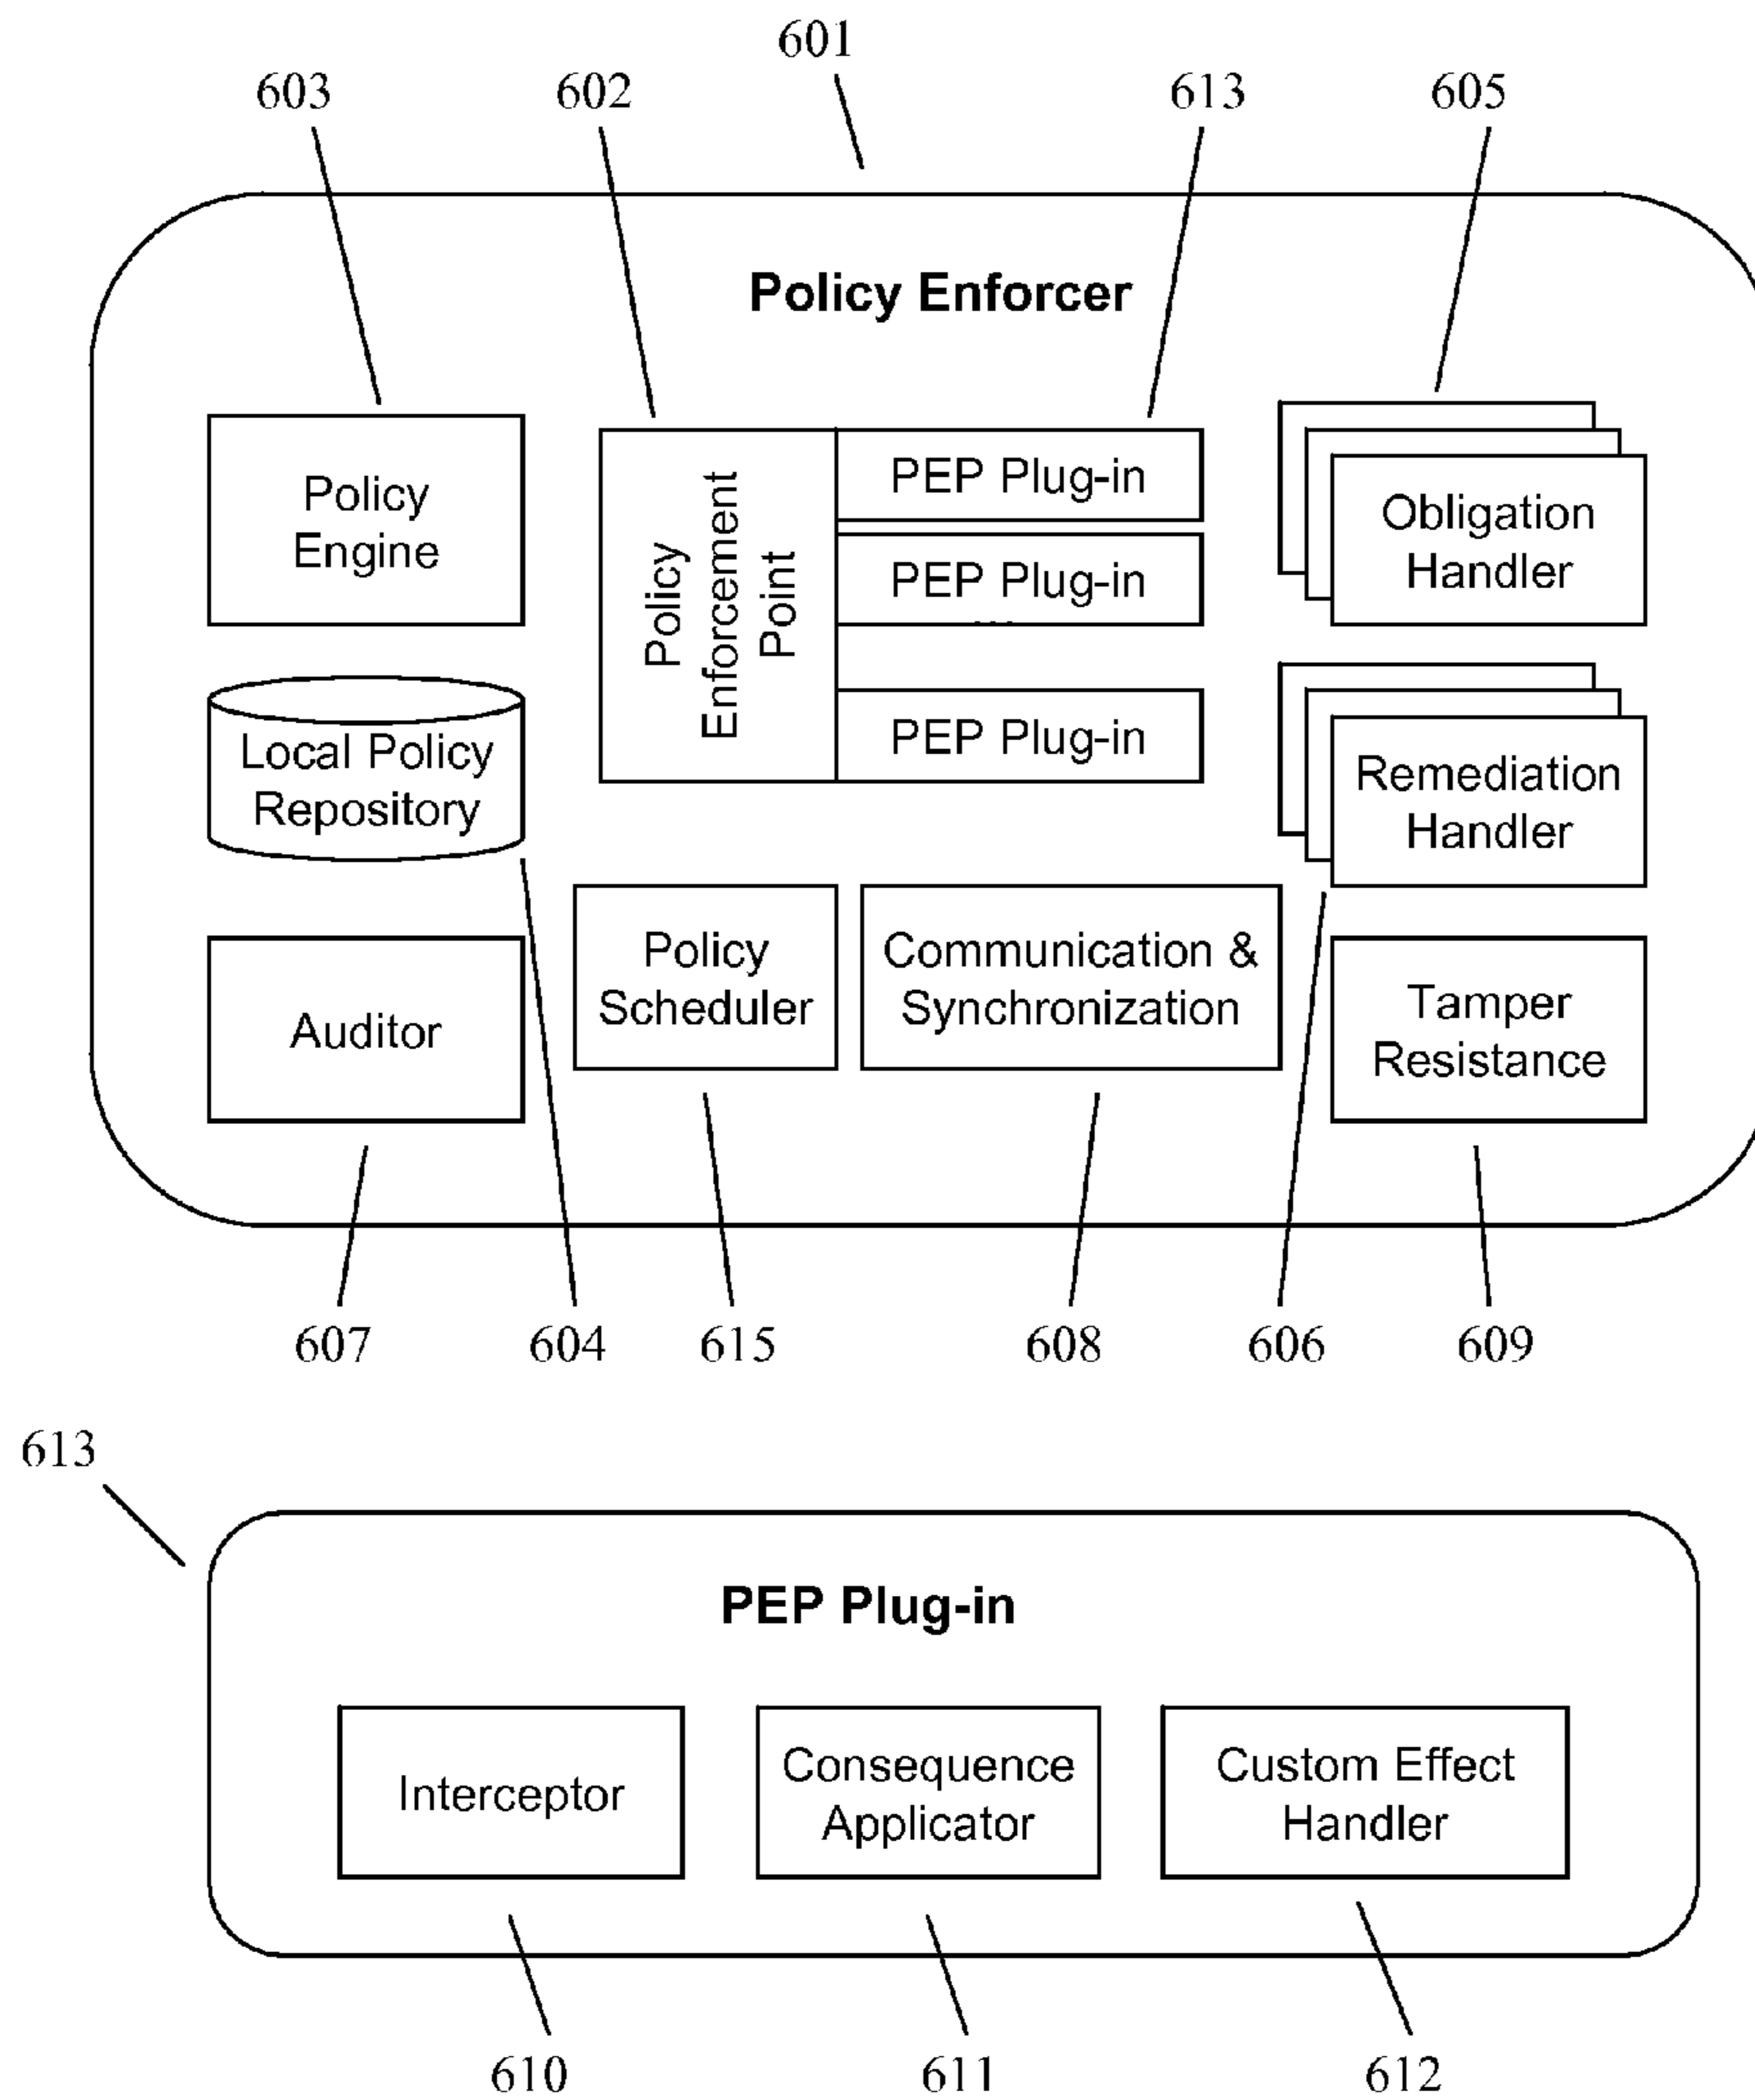 601
603
602
613
605
Policy Enforcer
Policy
Engine
Policy
Enforcement
Point
PEP Plug-in
PEP Plug-in
...
PEP Plug-in
Obligation
Handler
Local Policy
Repository
Remediation
Handler
Auditor
Policy
Scheduler
Communication &
Synchronization
Tamper
Resistance
607
604
615
608
606
609
613
PEP Plug-in
Interceptor
Consequence
Applicator
Custom Effect
Handler
610
611
612